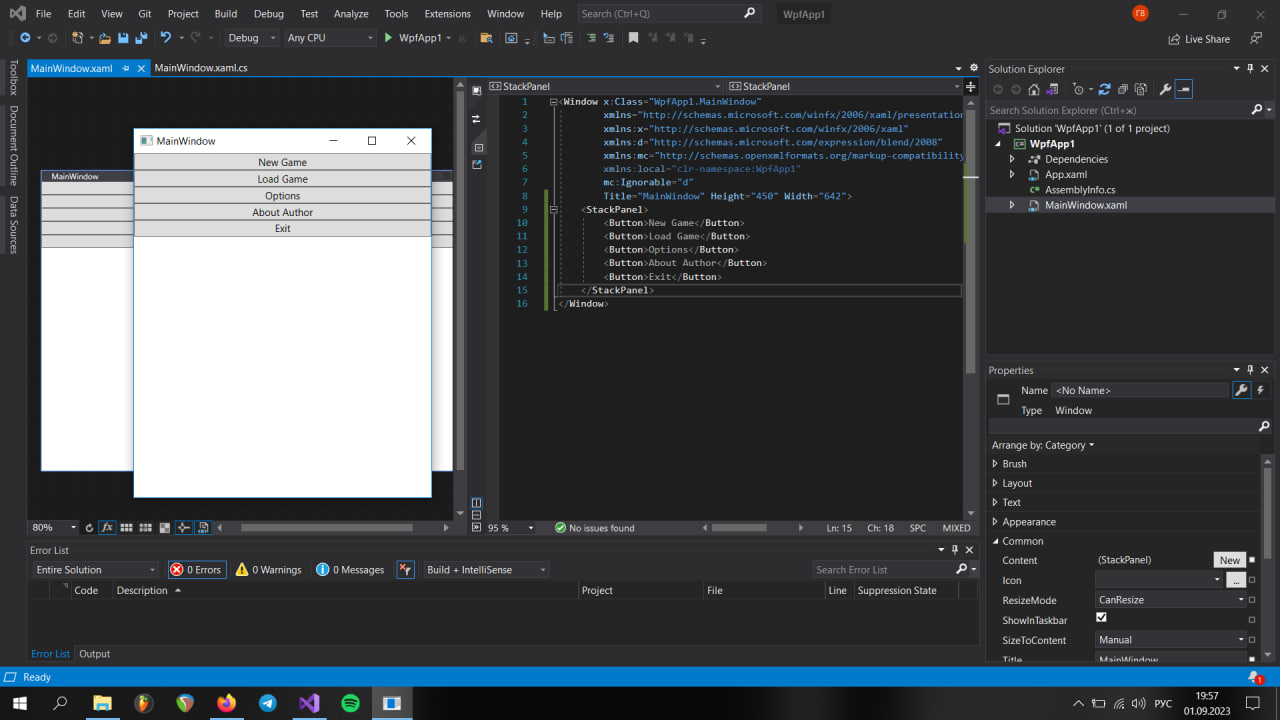 File Edit View Git Project Build Debug Test Analyze Tools Extensions Window Help Search (Ctrl+Q) WpfApp1 ГВ
Debug Any CPU WpfApp1 Live Share
Toolbox
Document Outline
Data Sources
MainWindow.xaml MainWindow.xaml.cs
MainWindow
MainWindow
New Game
Load Game
Options
About Author
Exit
80%
StackPanel StackPanel
1 <Window x:Class="WpfApp1.MainWindow"
2 xmlns="http://schemas.microsoft.com/winfx/2006/xaml/presentation
3 xmlns:x="http://schemas.microsoft.com/winfx/2006/xaml"
4 xmlns:d="http://schemas.microsoft.com/expression/blend/2008"
5 xmlns:mc="http://schemas.openxmlformats.org/markup-compatibility
6 xmlns:local="clr-namespace:WpfApp1"
7 mc:Ignorable="d"
8 Title="MainWindow" Height="450" Width="642">
9 <StackPanel>
10 <Button>New Game</Button>
11 <Button>Load Game</Button>
12 <Button>Options</Button>
13 <Button>About Author</Button>
14 <Button>Exit</Button>
15 </StackPanel>
16 </Window>
95 % No issues found Ln: 15 Ch: 18 SPC MIXED
Error List
Entire Solution 0 Errors 0 Warnings 0 Messages Build + IntelliSense Search Error List
Code Description Project File Line Suppression State
Error List Output
Solution Explorer
Search Solution Explorer (Ctrl+ж)
Solution 'WpfApp1' (1 of 1 project)
WpfApp1
Dependencies
App.xaml
AssemblyInfo.cs
MainWindow.xaml
Properties
Name <No Name>
Type Window
Arrange by: Category
Brush
Layout
Text
Appearance
Common
Content (StackPanel) New
Icon ...
ResizeMode CanResize
ShowInTaskbar
SizeToContent Manual
Title MainWindow
Ready 1
РУС 19:57
01.09.2023